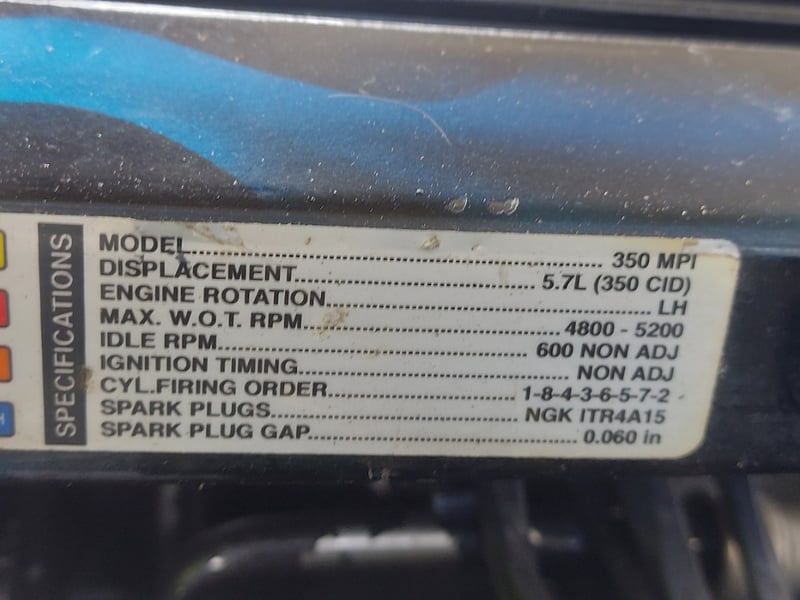 SPECIFICATIONS
MODEL........................ 350 MPI
DISPLACEMENT........................ 5.7L (350 CID)
ENGINE ROTATION........................ LH
MAX. W.O.T. RPM........................ 4800 - 5200
IDLE RPM........................ 600 NON ADJ
IGNITION TIMING........................ NON ADJ
CYL.FIRING ORDER........................ 1-8-4-3-6-5-7-2
SPARK PLUGS........................ NGK ITR4A15
SPARK PLUG GAP........................ 0.060 in